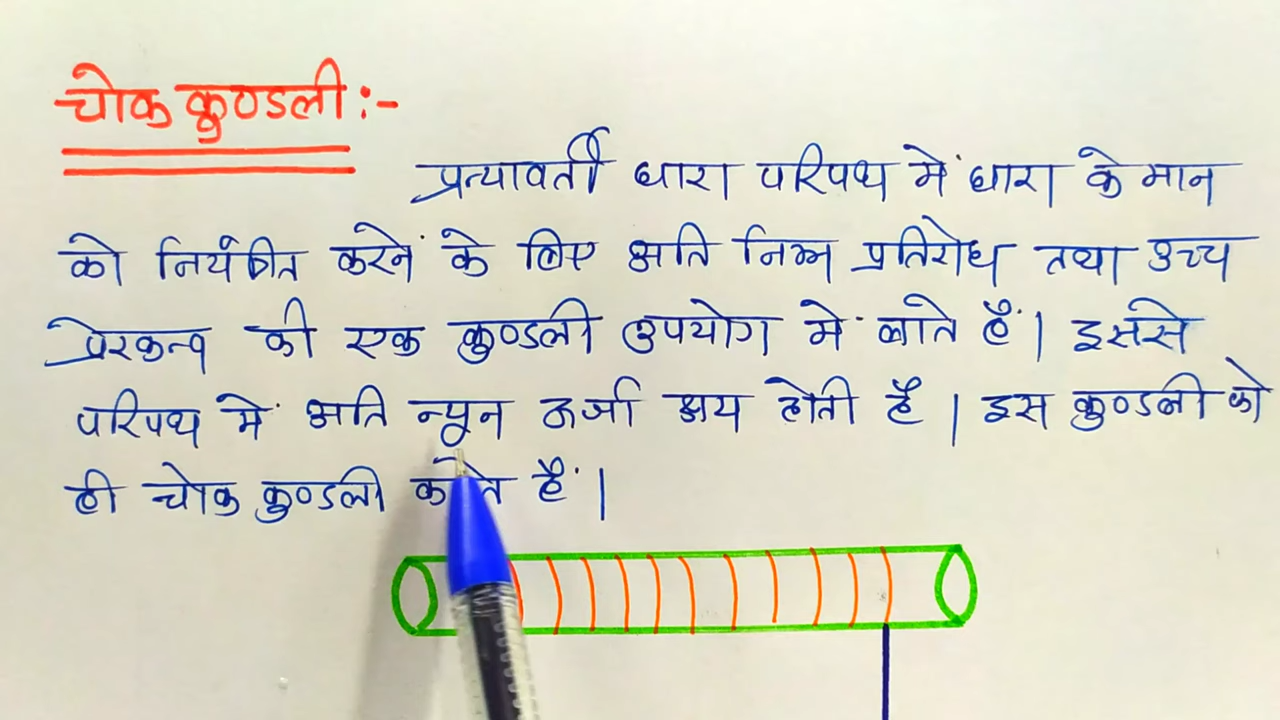 चोक कुण्डली :-
प्रत्यावर्ती धारा परिपथ में धारा के मान
को नियंत्रित करनें के लिए अति निम्न प्रतिरोध तथा उच्च
प्रेरकत्व की एक कुण्डली उपयोग में लाते हैं। इससे
परिपथ में अति न्यून ऊर्जा क्षय होती है। इस कुण्डली को
ही चोक कुण्डली हैं।